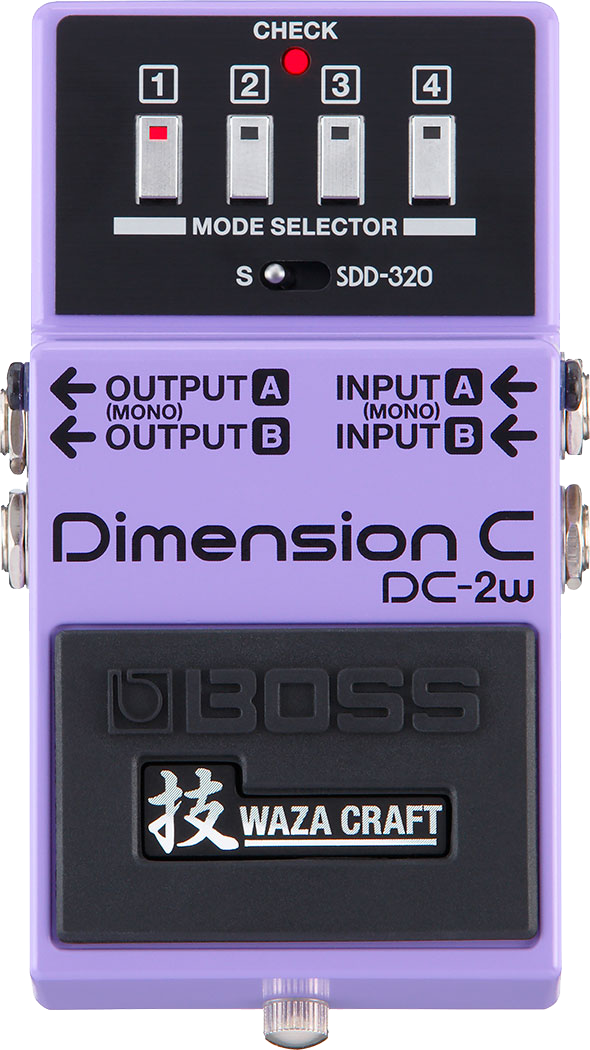 CHECK
1 2 3 4
MODE SELECTOR
S SDD-320
← OUTPUT A INPUT A ←
(MONO) (MONO)
← OUTPUT B INPUT B ←
Dimension C
DC-2w
BOSS
技 WAZA CRAFT